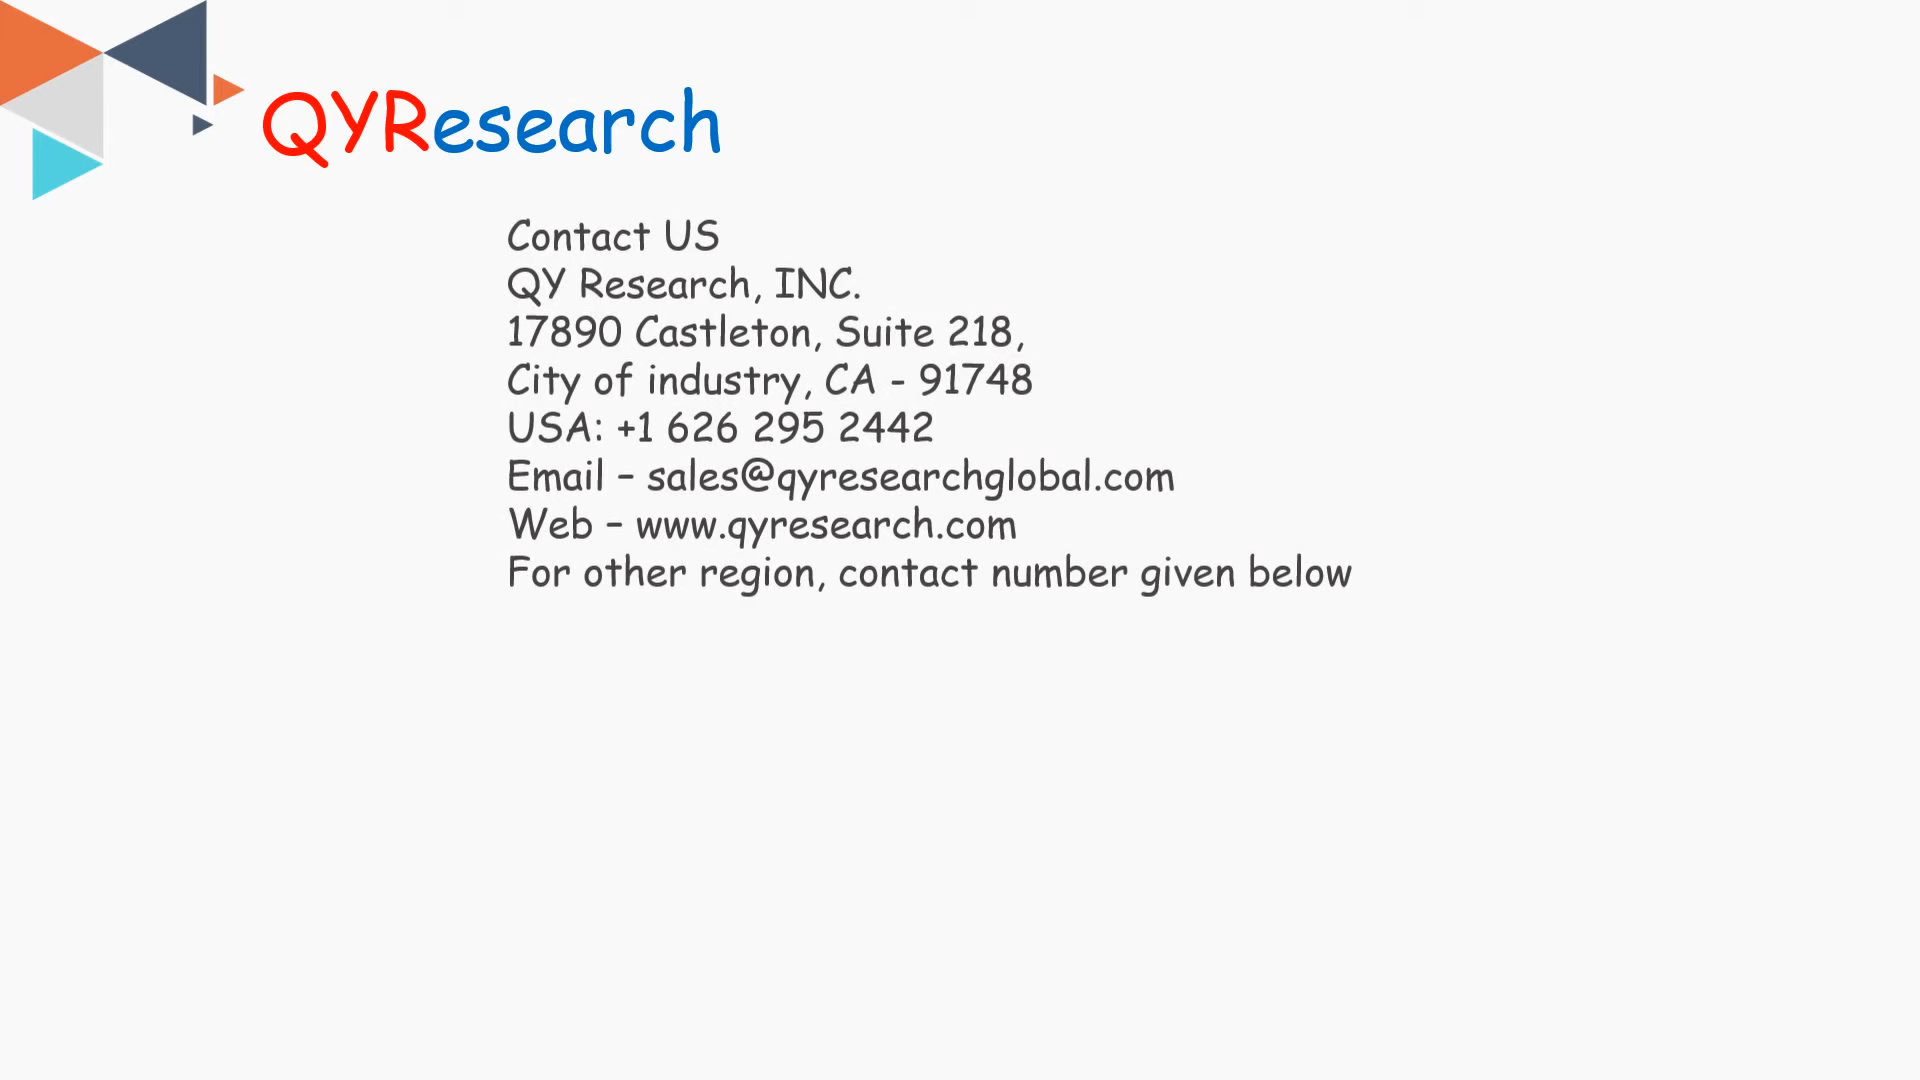 QYResearch
Contact US
QY Research, INC.
17890 Castleton, Suite 218,
City of industry, CA - 91748
USA: +1 626 295 2442
Email – sales@qyresearchglobal.com
Web – www.qyresearch.com
For other region, contact number given below